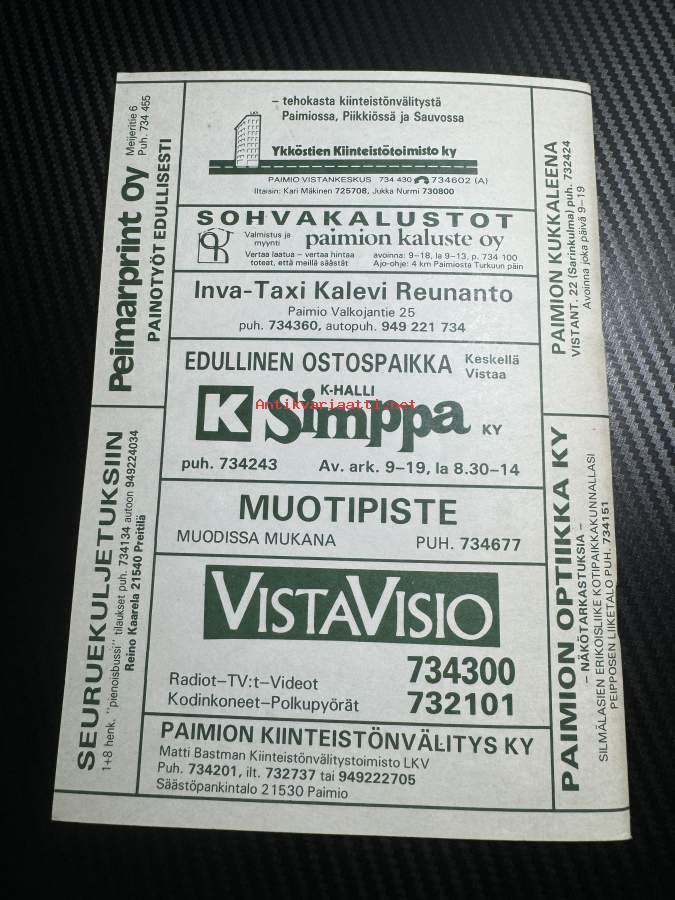 Peimarprint Oy
Meijeritie 6
Puh. 734 455
PAINOTYÖT EDULLISESTI
– tehokasta kiinteistönvälitystä
Paimiossa, Piikkiössä ja Sauvossa
Ykköstien Kiinteistötoimisto ky
PAIMIO VISTANKESKUS 734 430 734602 (A)
Iltaisin: Kari Mäkinen 725708, Jukka Nurmi 730800
SOHVAKALUSTOT
Valmistus ja
myynti
paimion kaluste oy
Vertaa laatua – vertaa hintaa
toteat, että meillä säästät
avoinna: 9–18, la 9–13, p. 734 100
Ajo-ohje: 4 km Paimiosta Turkuun päin
Inva-Taxi Kalevi Reunanto
Paimio Valkojantie 25
puh. 734360, autopuh. 949 221 734
EDULLINEN OSTOSPAIKKA
Keskellä
Vistaa
K-HALLI
K Simppa KY
Antikvariaatti.net
puh. 734243 Av. ark. 9–19, la 8.30–14
MUOTIPISTE
MUODISSA MUKANA PUH. 734677
VISTAVISIO
Radiot–TV:t–Videot 734300
Kodinkoneet–Polkupyörät 732101
PAIMION KIINTEISTÖNVÄLITYS KY
Matti Bastman Kiinteistönvälitystoimisto LKV
Puh. 734201, ilt. 732737 tai 949222705
Säästöpankintalo 21530 Paimio
SEURUEKULJETUKSIIN
1+8 henk. "pienoisbussi" tilaukset puh. 734134 autoon 949224034
Reino Kaarela 21540 Preitilä
PAIMION KUKKALEENA
VISTANT. 22 (Sarinkulma) puh. 732424
Avoinna joka päivä 9–19
PAIMION OPTIIKKA KY
– NÄKÖTARKASTUKSIA –
SILMÄLASIEN ERIKOISLIIKE KOTIPAIKKAKUNNALLASI
PEIPPOSEN LIIKETALO PUH. 734151